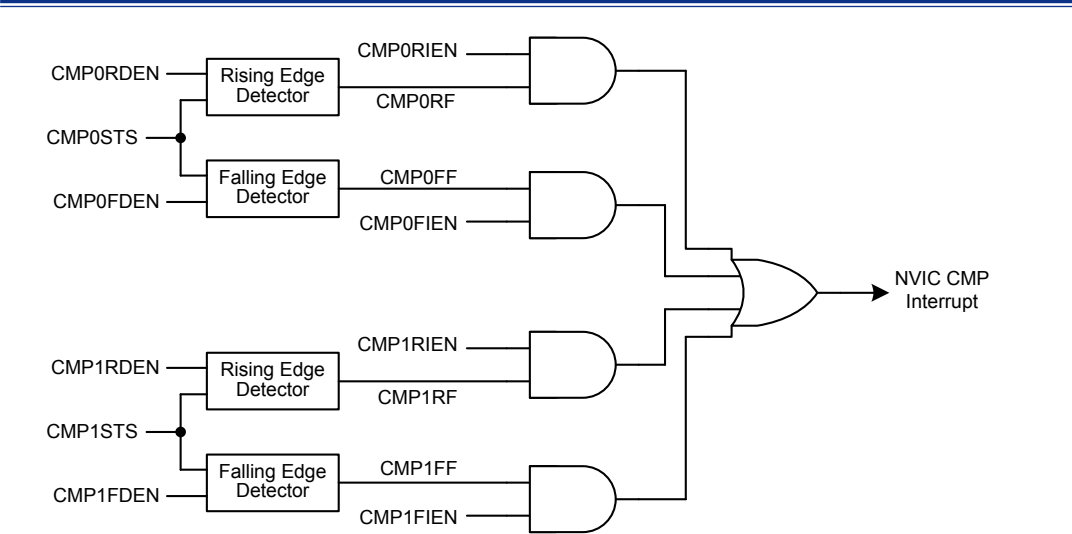 CMP0RIEN
CMP0RDEN
Rising Edge
Detector
CMP0RF
CMP0STS
Falling Edge
Detector
CMP0FF
CMP0FDEN
CMP0FIEN
NVIC CMP
Interrupt
CMP1RIEN
CMP1RDEN
Rising Edge
Detector
CMP1RF
CMP1STS
Falling Edge
Detector
CMP1FF
CMP1FDEN
CMP1FIEN